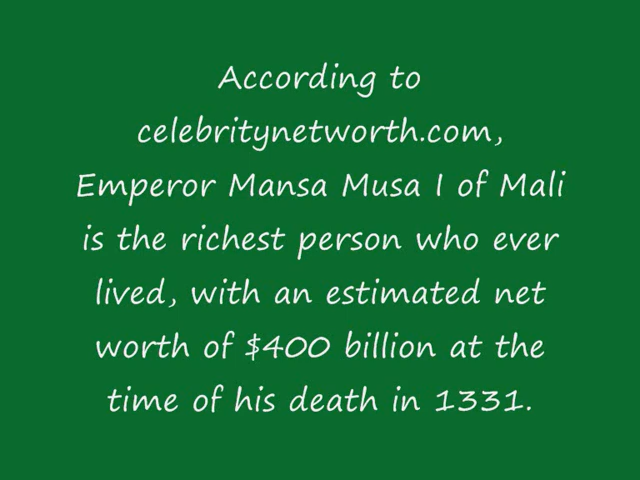 According to
celebritynetworth.com,
Emperor Mansa Musa I of Mali
is the richest person who ever
lived, with an estimated net
worth of $400 billion at the
time of his death in 1331.